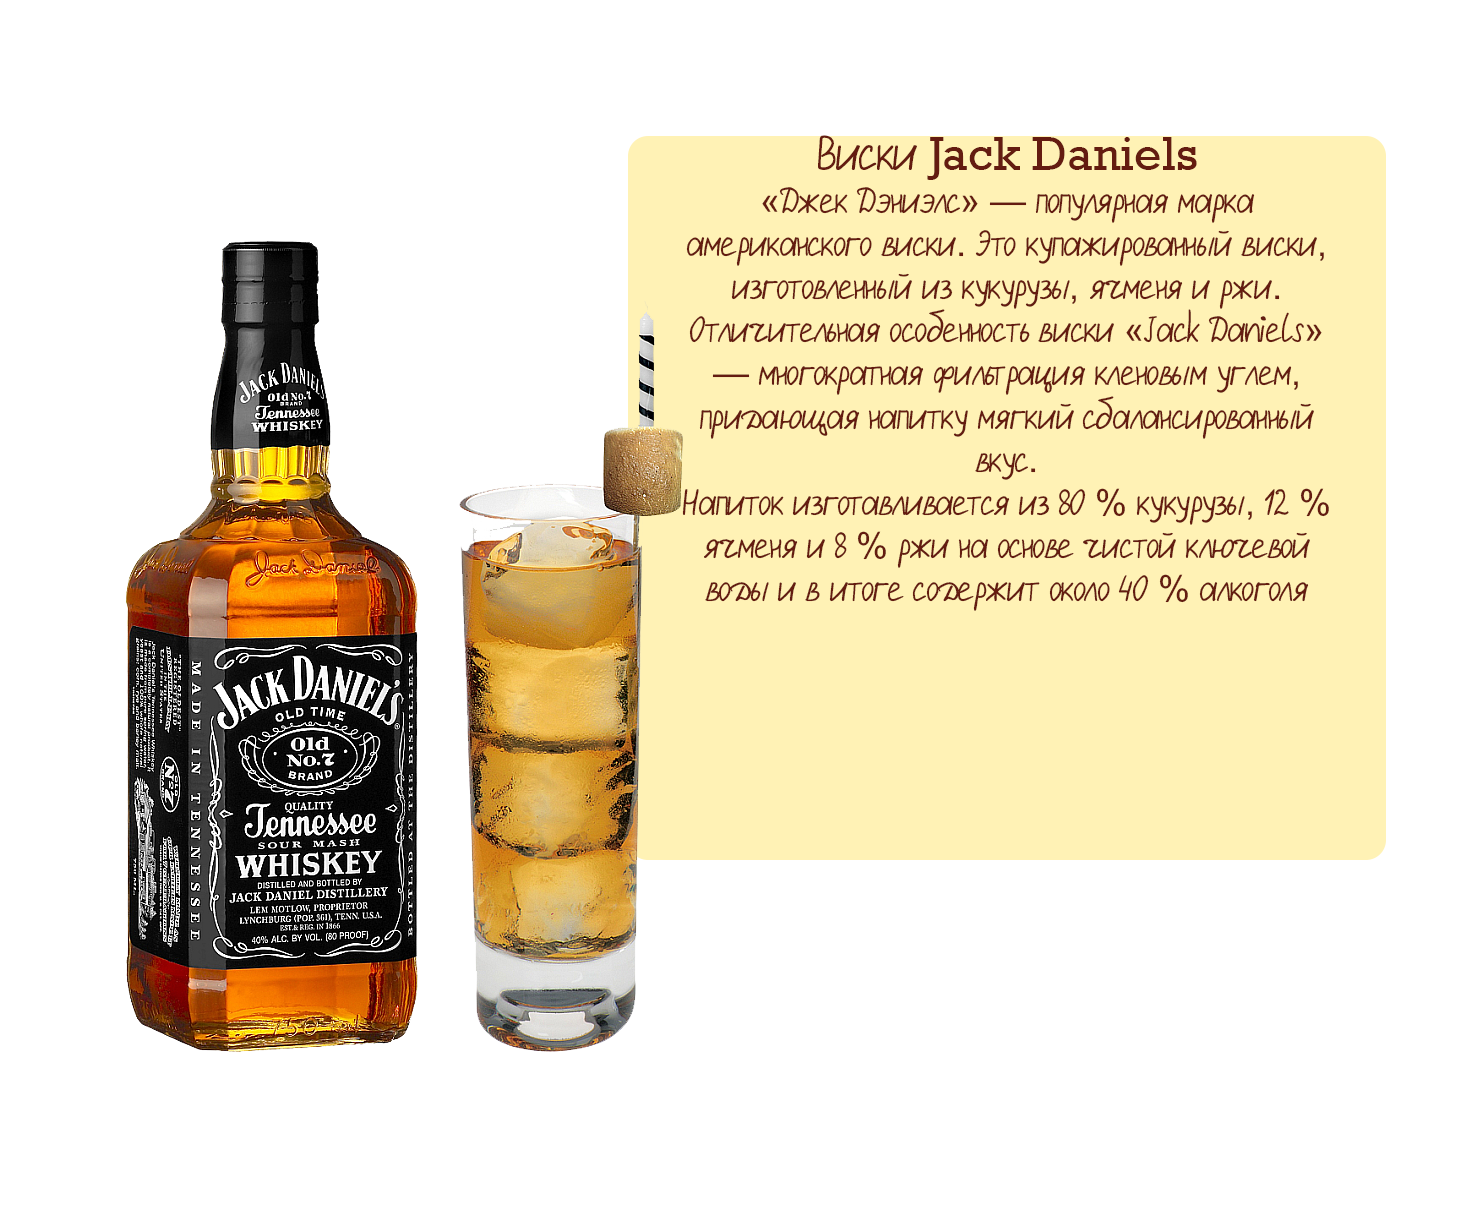 Виски Jack Daniels
«Джек Дэниэлс» — популярная марка
американского виски. Это купажированный виски,
изготовленный из кукурузы, ячменя и ржи.
Отличительная особенность виски «Jack Daniels»
— многократная фильтрация кленовым углем,
придающая напитку мягкий сбалансированный
вкус.
Напиток изготавливается из 80 % кукурузы, 12 %
ячменя и 8 % ржи на основе чистой ключевой
воды и в итоге содержит около 40 % алкоголя
JACK DANIEL'S
Old No.7
BRAND
Tennessee
WHISKEY
Jack Daniel
MADE IN TENNESSEE
JACK DANIEL'S
OLD TIME
Old
No.7
BRAND
QUALITY
Tennessee
SOUR MASH
WHISKEY
DISTILLED AND BOTTLED BY
JACK DANIEL DISTILLERY
LEM MOTLOW, PROPRIETOR
LYNCHBURG (POP. 361), TENN. U.S.A.
EST. & REG. IN 1866
40% ALC. BY VOL. (80 PROOF)
BOTTLED AT THE DISTILLERY